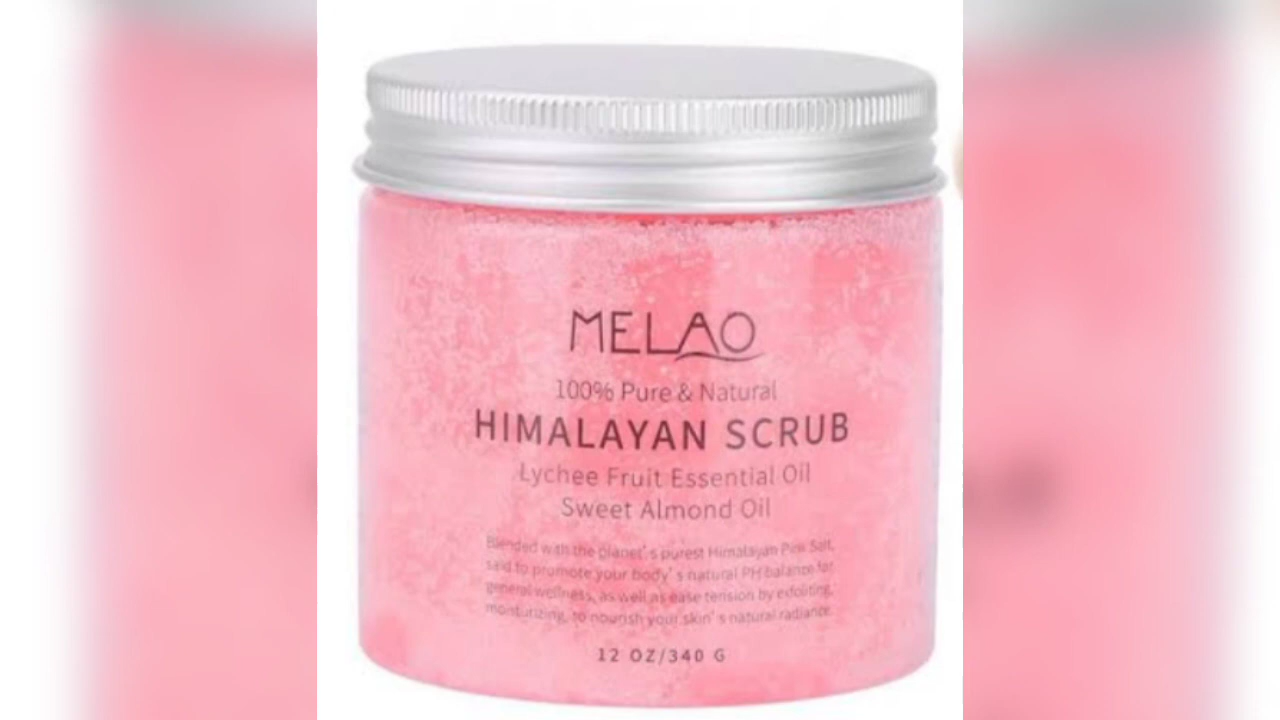 MELAO
100% Pure & Natural
HIMALAYAN SCRUB
Lychee Fruit Essential Oil
Sweet Almond Oil
Blended with the planet's purest Himalayan Pink Salt,
said to promote your body's natural PH balance for
general wellness, as well as ease tension by exfoliting,
mointurizing, to nourish your skin's natural radiance.
12 OZ/340 G